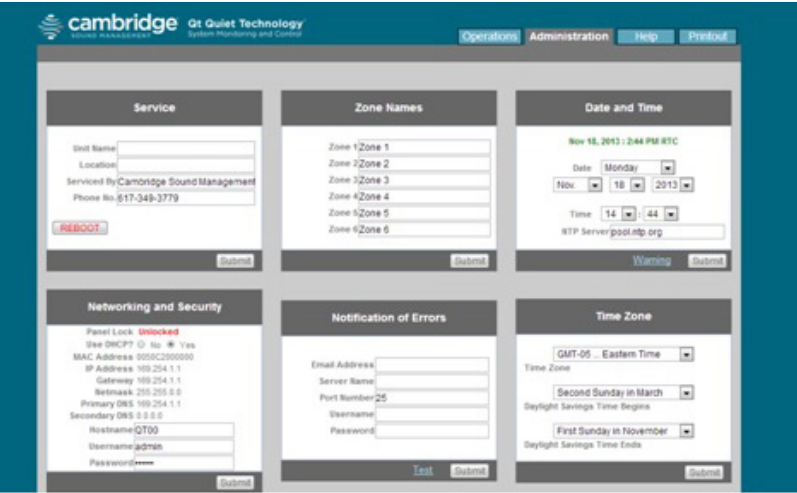 cambridge
SOUND MANAGEMENT
Qt Quiet Technology
System Monitoring and Control
Operations Administration Help Printout
Service
Unit Name
Location
Serviced By Cambridge Sound Management
Phone No. 617-349-3779
REBOOT
Submit
Zone Names
Zone 1 Zone 1
Zone 2 Zone 2
Zone 3 Zone 3
Zone 4 Zone 4
Zone 5 Zone 5
Zone 6 Zone 6
Submit
Date and Time
Nov 18, 2013 : 2:44 PM RTC
Date Monday
Nov. 18 2013
Time 14 : 44
NTP Server pool.ntp.org
Warning Submit
Networking and Security
Panel Lock Unlocked
Use DHCP? No Yes
MAC Address 0050C2000000
IP Address 169.254.1.1
Gateway 169.254.1.1
Netmask 255.255.0.0
Primary DNS 169.254.1.1
Secondary DNS 0.0.0.0
Hostname QT00
Username admin
Password •••••
Submit
Notification of Errors
Email Address
Server Name
Port Number 25
Username
Password
Test Submit
Time Zone
GMT-05 .. Eastern Time
Time Zone
Second Sunday in March
Daylight Savings Time Begins
First Sunday in November
Daylight Savings Time Ends
Submit